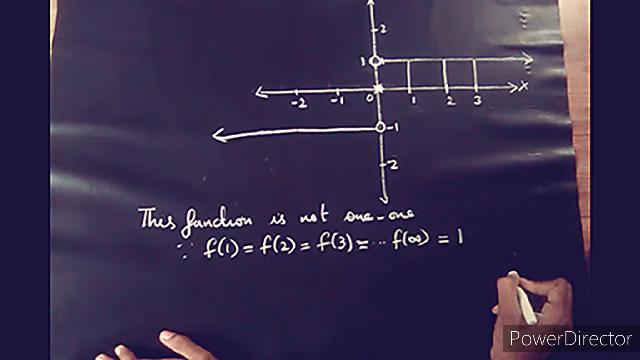 2
1
-2 -1 0 1 2 3 X
-1
2
This function is not one-one
∵ f(1) = f(2) = f(3) = ... f(∞) = 1
PowerDirector